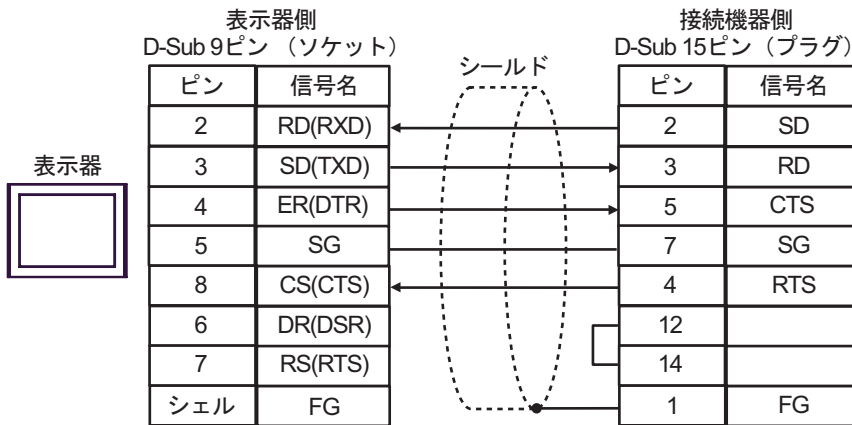 表示器側
D-Sub 9ピン （ソケット）
接続機器側
D-Sub 15ピン（プラグ）
シールド
表示器
ピン 信号名 ピン 信号名
2 RD(RXD) 2 SD
3 SD(TXD) 3 RD
4 ER(DTR) 5 CTS
5 SG 7 SG
8 CS(CTS) 4 RTS
6 DR(DSR) 12
7 RS(RTS) 14
シェル FG 1 FG